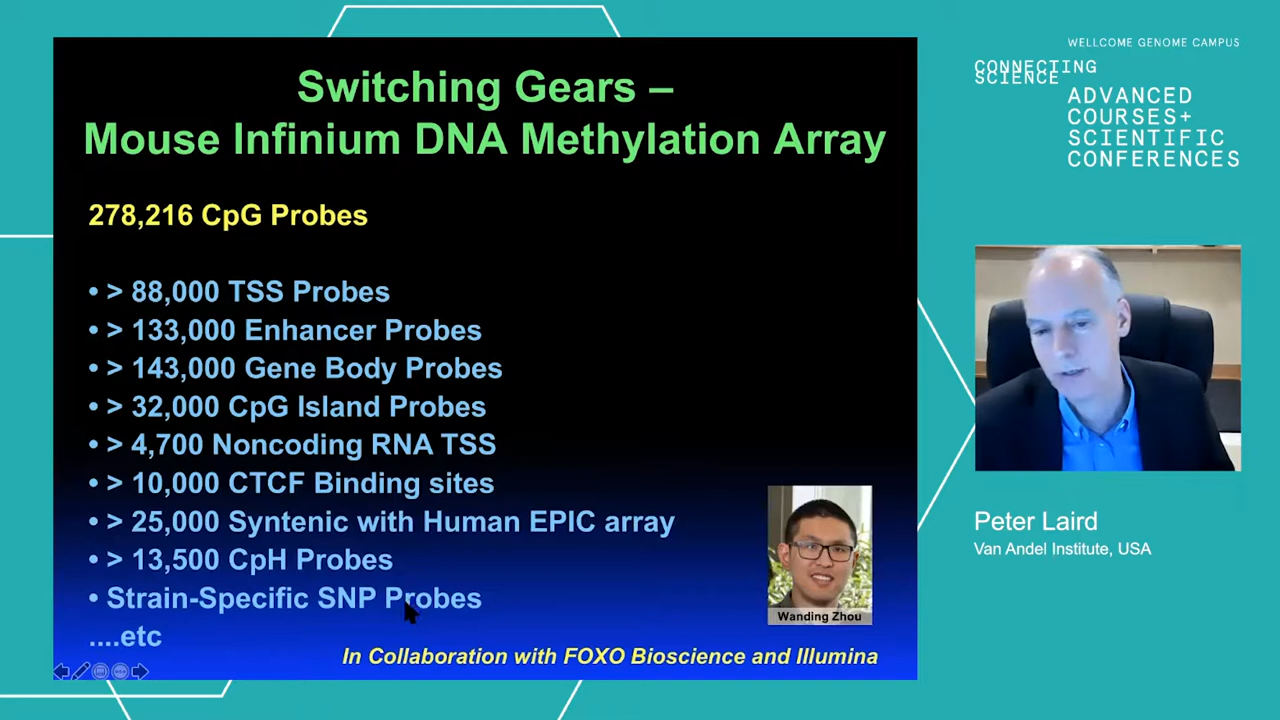 Switching Gears –
Mouse Infinium DNA Methylation Array
278,216 CpG Probes
• > 88,000 TSS Probes
• > 133,000 Enhancer Probes
• > 143,000 Gene Body Probes
• > 32,000 CpG Island Probes
• > 4,700 Noncoding RNA TSS
• > 10,000 CTCF Binding sites
• > 25,000 Syntenic with Human EPIC array
• > 13,500 CpH Probes
• Strain-Specific SNP Probes
....etc
Wanding Zhou
In Collaboration with FOXO Bioscience and Illumina
WELLCOME GENOME CAMPUS
CONNECTING
SCIENCE
ADVANCED
COURSES+
SCIENTIFIC
CONFERENCES
Peter Laird
Van Andel Institute, USA